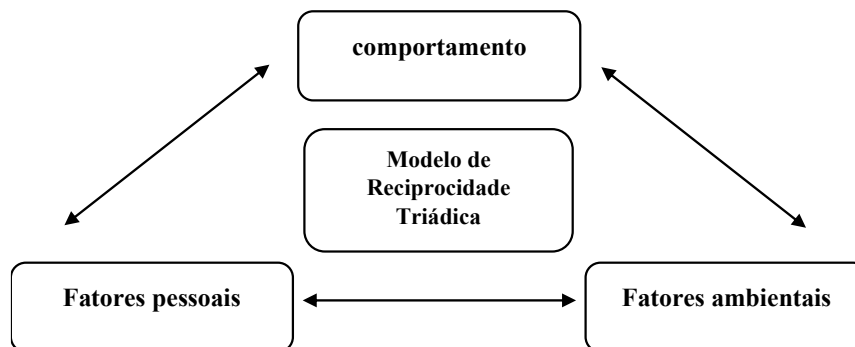 comportamento
Modelo de
Reciprocidade
Triádica
Fatores pessoais
Fatores ambientais